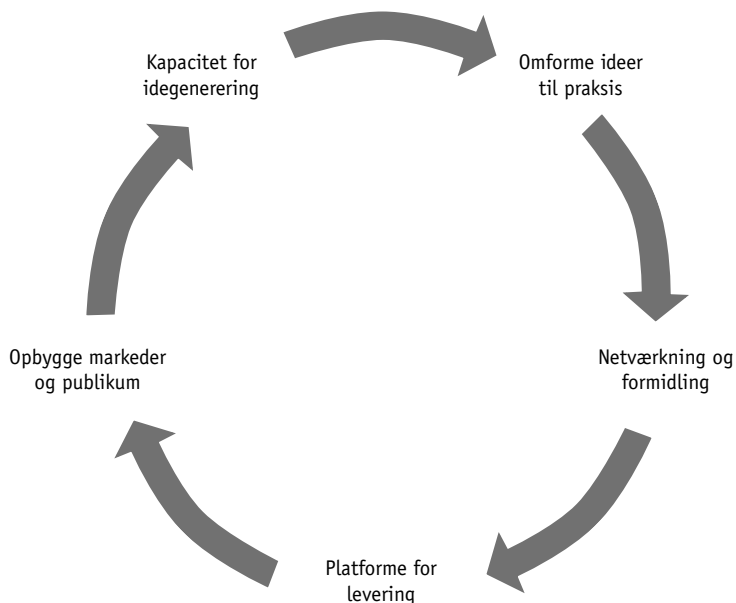 Kapacitet for
idegenerering
Omforme ideer
til praksis
Netværkning og
formidling
Platforme for
levering
Opbygge markeder
og publikum